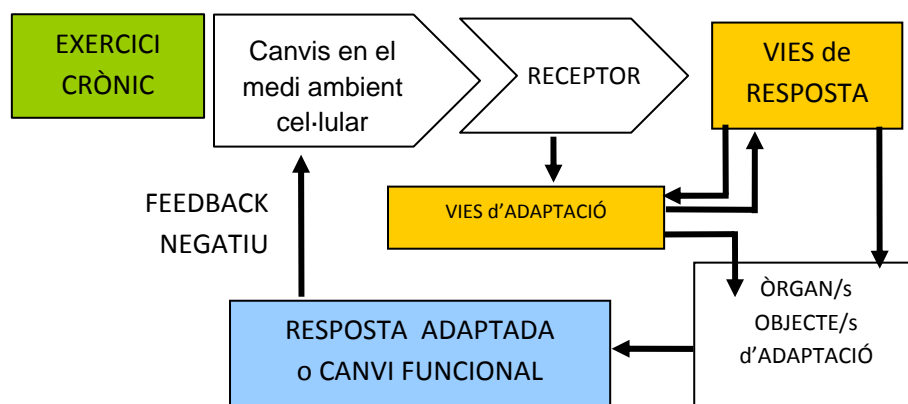 EXERCICI
CRÒNIC
Canvis en el
medi ambient
cel·lular
RECEPTOR
VIES de
RESPOSTA
FEEDBACK
NEGATIU
VIES d'ADAPTACIÓ
ÒRGAN/s
OBJECTE/s
d'ADAPTACIÓ
RESPOSTA ADAPTADA
o CANVI FUNCIONAL